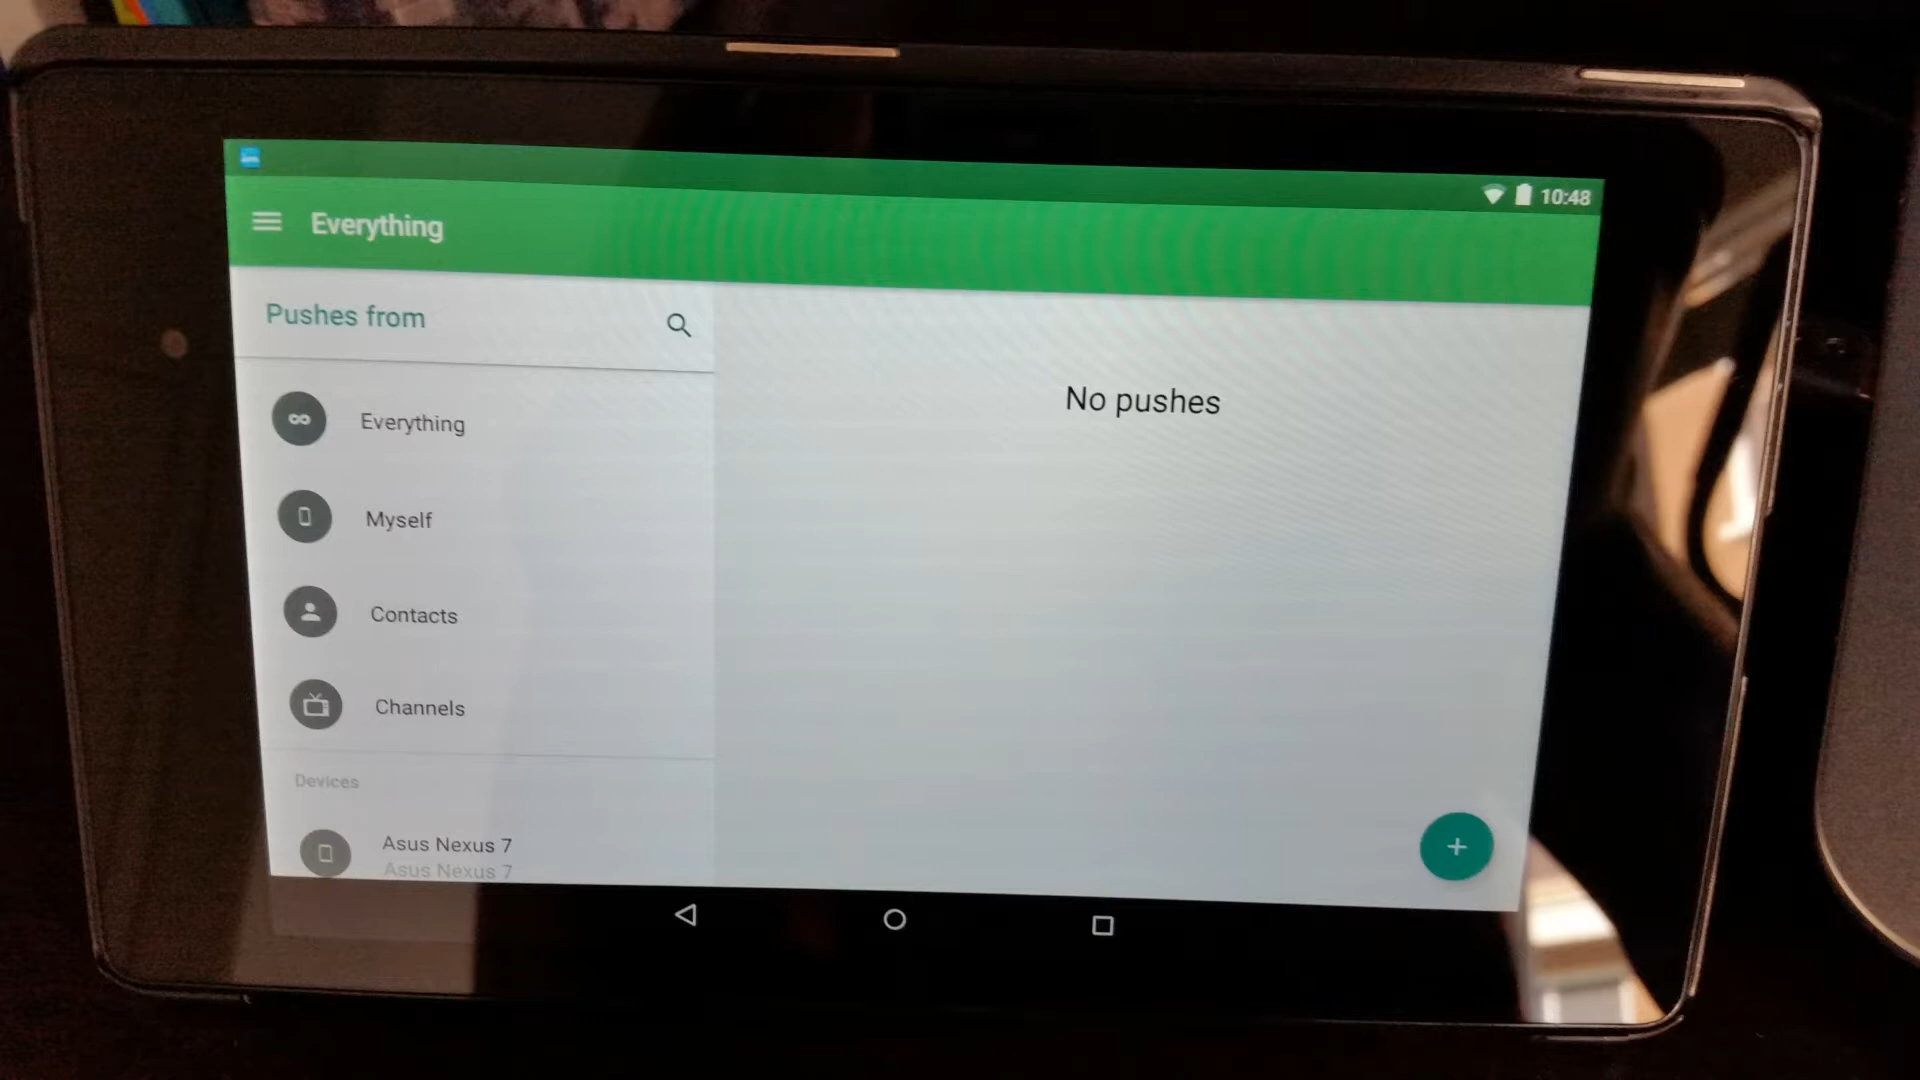 10:48
Everything
Pushes from
No pushes
Everything
Myself
Contacts
Channels
Devices
Asus Nexus 7
Asus Nexus 7